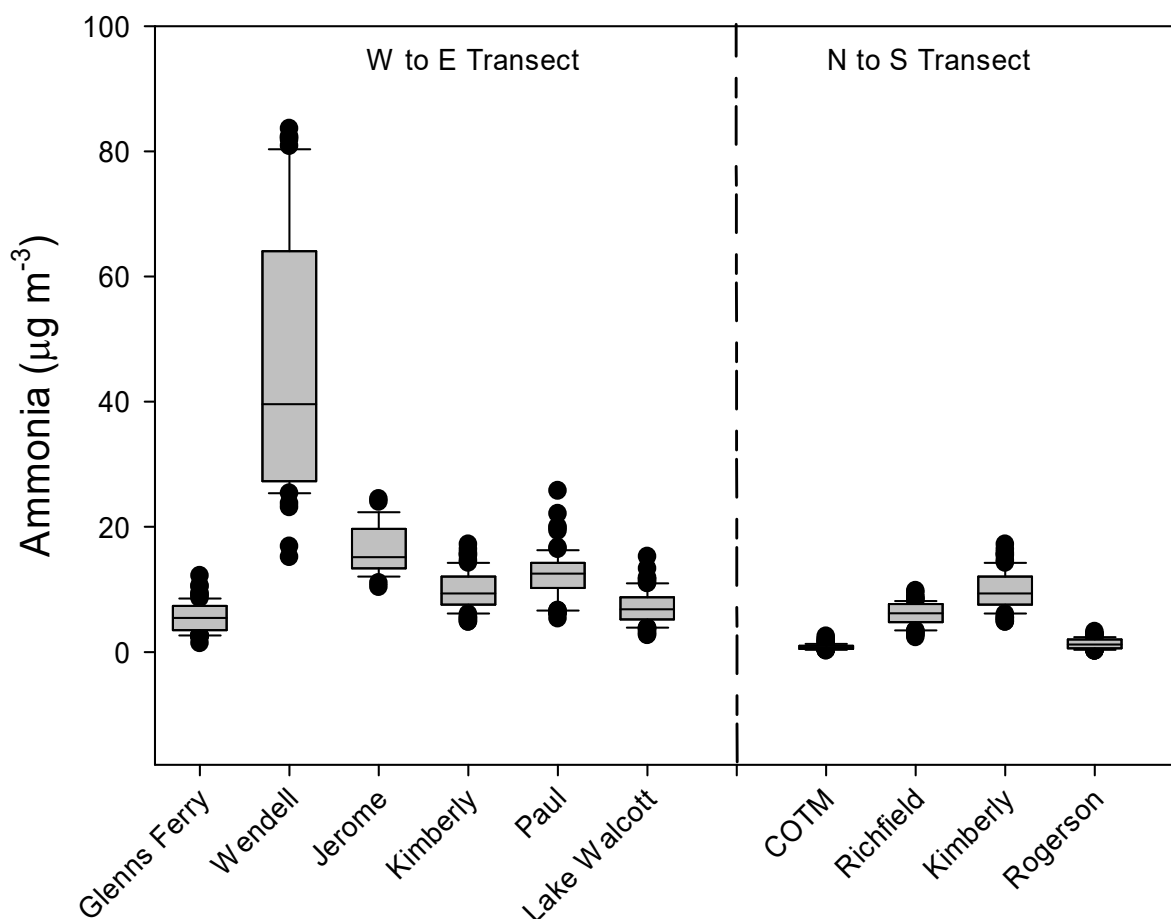 W to E Transect
N to S Transect
Ammonia (μg m⁻³)
100
80
60
40
20
0
Glenns Ferry
Wendell
Jerome
Kimberly
Paul
Lake Walcott
COTM
Richfield
Kimberly
Rogerson